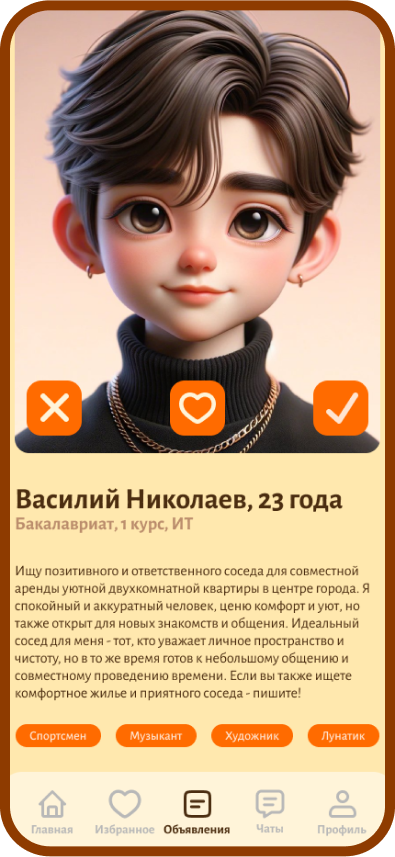 Василий Николаев, 23 года
Бакалавриат, 1 курс, ИТ
Ищу позитивного и ответственного соседа для совместной
аренды уютной двухкомнатной квартиры в центре города. Я
спокойный и аккуратный человек, ценю комфорт и уют, но
также открыт для новых знакомств и общения. Идеальный
сосед для меня - тот, кто уважает личное пространство и
чистоту, но в то же время готов к небольшому общению и
совместному проведению времени. Если вы также ищете
комфортное жилье и приятного соседа - пишите!
Спортсмен Музыкант Художник Лунатик
Главная Избранное Объявления Чаты Профиль